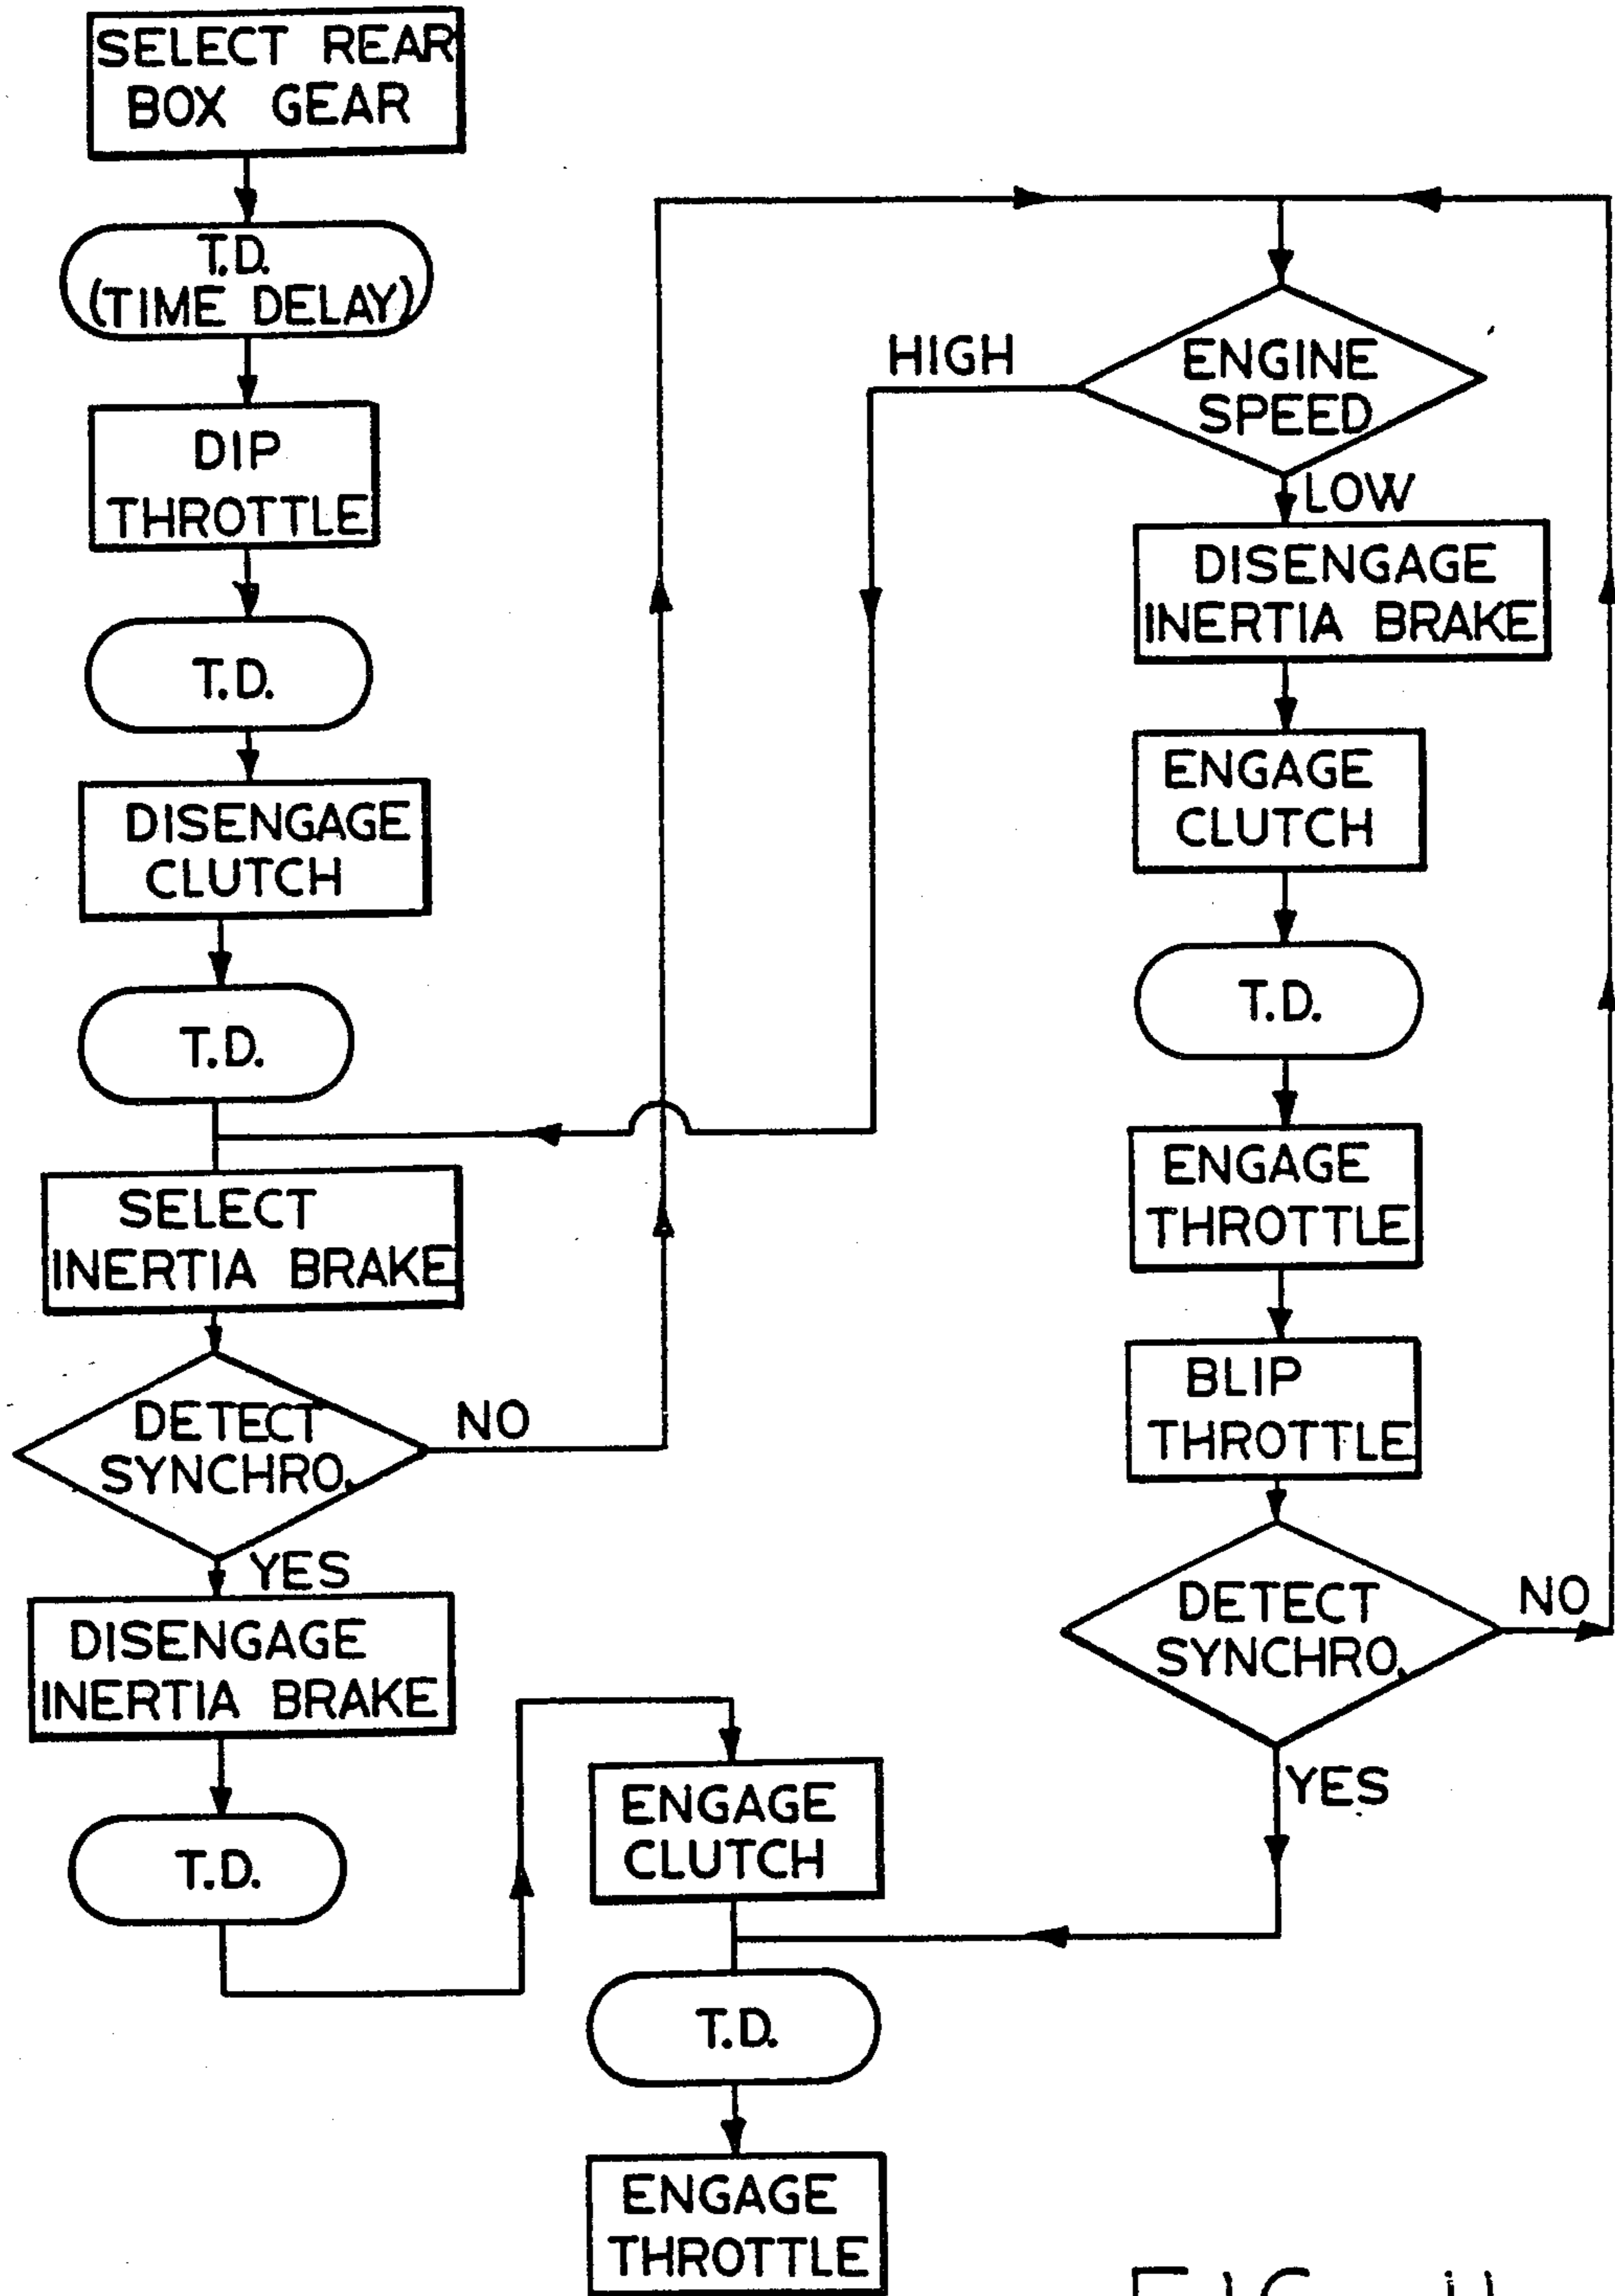 SELECT REAR
BOX GEAR
T.D.
(TIME DELAY)
DIP
THROTTLE
T.D.
DISENGAGE
CLUTCH
T.D.
SELECT
INERTIA BRAKE
DETECT
SYNCHRO.
NO
YES
DISENGAGE
INERTIA BRAKE
T.D.
ENGAGE
CLUTCH
T.D.
ENGAGE
THROTTLE
HIGH
ENGINE
SPEED
LOW
DISENGAGE
INERTIA BRAKE
ENGAGE
CLUTCH
T.D.
ENGAGE
THROTTLE
BLIP
THROTTLE
DETECT
SYNCHRO.
NO
YES